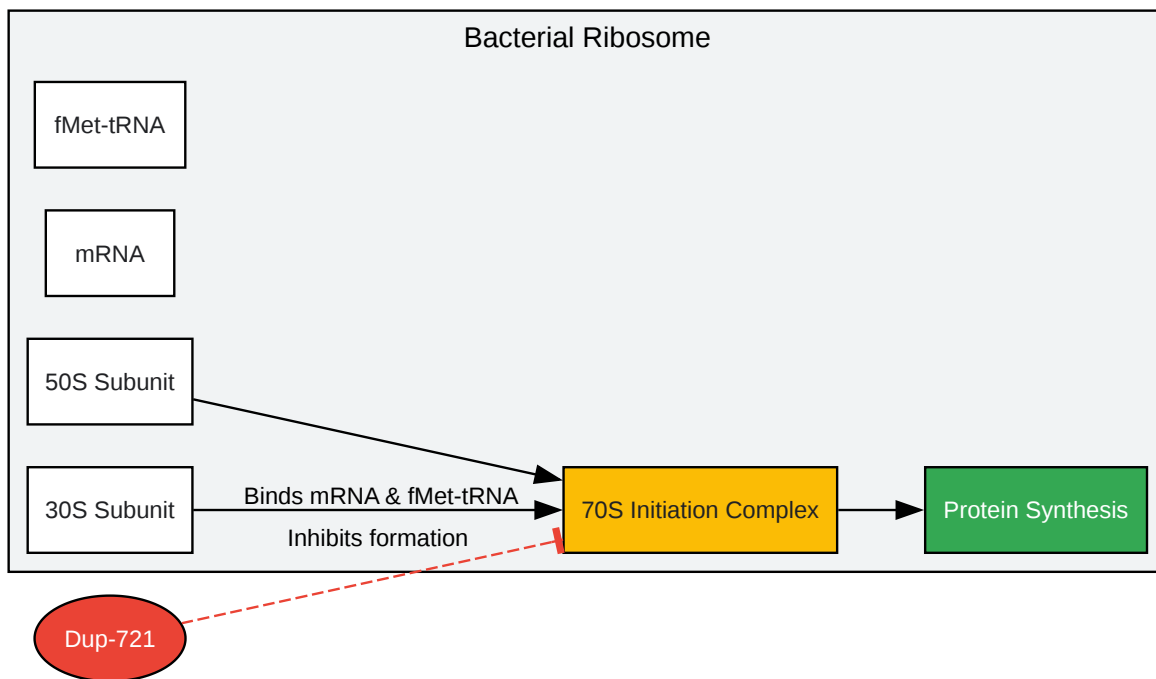 Bacterial Ribosome
fMet-tRNA
mRNA
50S Subunit
30S Subunit
Binds mRNA & fMet-tRNA
70S Initiation Complex
Protein Synthesis
Inhibits formation
Dup-721